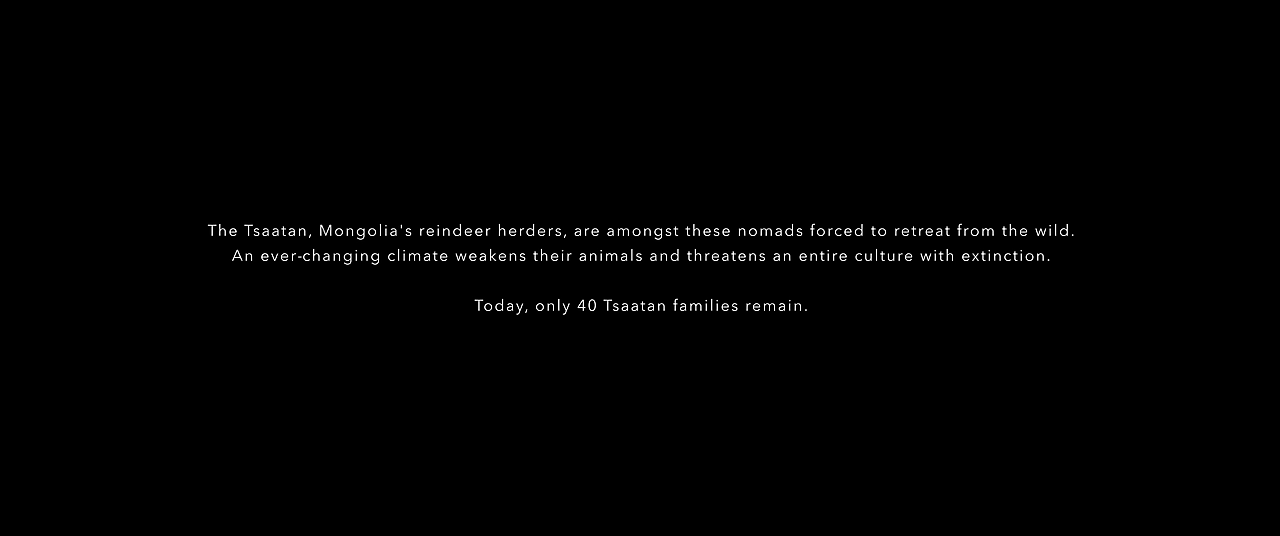 The Tsaatan, Mongolia's reindeer herders, are amongst these nomads forced to retreat from the wild.
An ever-changing climate weakens their animals and threatens an entire culture with extinction.
Today, only 40 Tsaatan families remain.